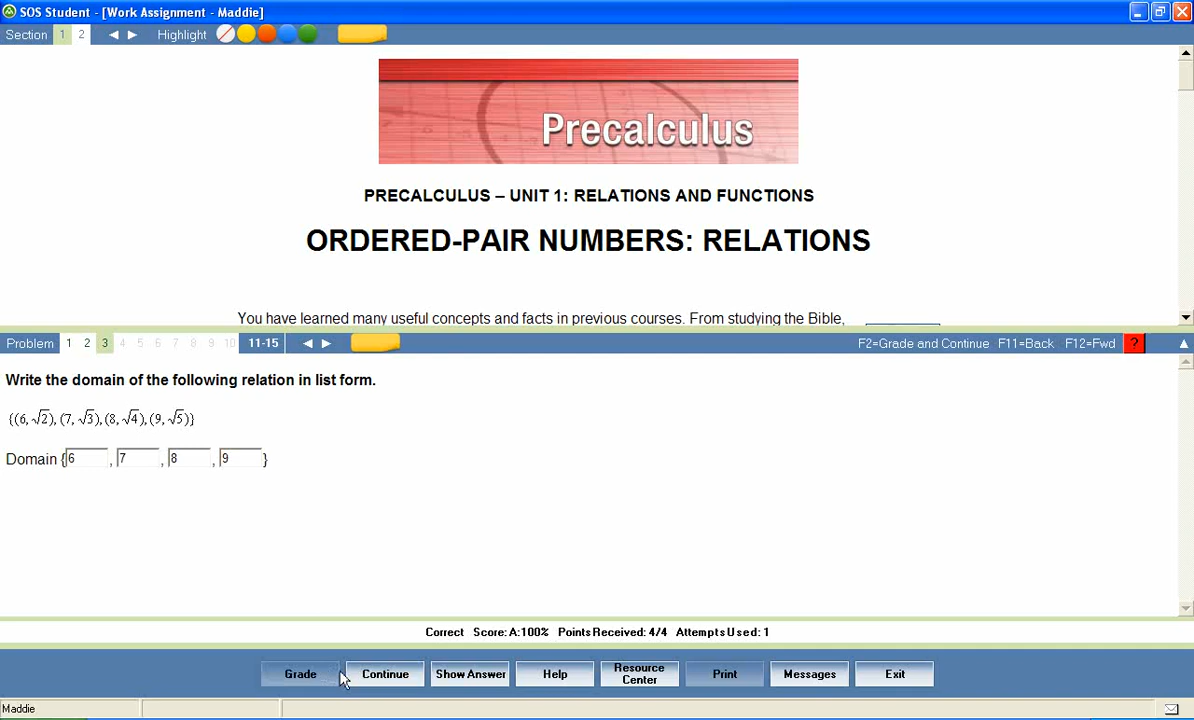 SOS Student - [Work Assignment - Maddie]
Section 1 2 Highlight
Precalculus
PRECALCULUS – UNIT 1: RELATIONS AND FUNCTIONS
ORDERED-PAIR NUMBERS: RELATIONS
You have learned many useful concepts and facts in previous courses. From studying the Bible,
Problem 1 2 3 4 5 6 7 8 9 10 11-15 F2=Grade and Continue F11=Back F12=Fwd ?
Write the domain of the following relation in list form.
{(6, √2), (7, √3), (8, √4), (9, √5)}
Domain {6 , 7 , 8 , 9 }
Correct Score: A:100% Points Received: 4/4 Attempts Used: 1
Grade Continue Show Answer Help Resource Center Print Messages Exit
Maddie